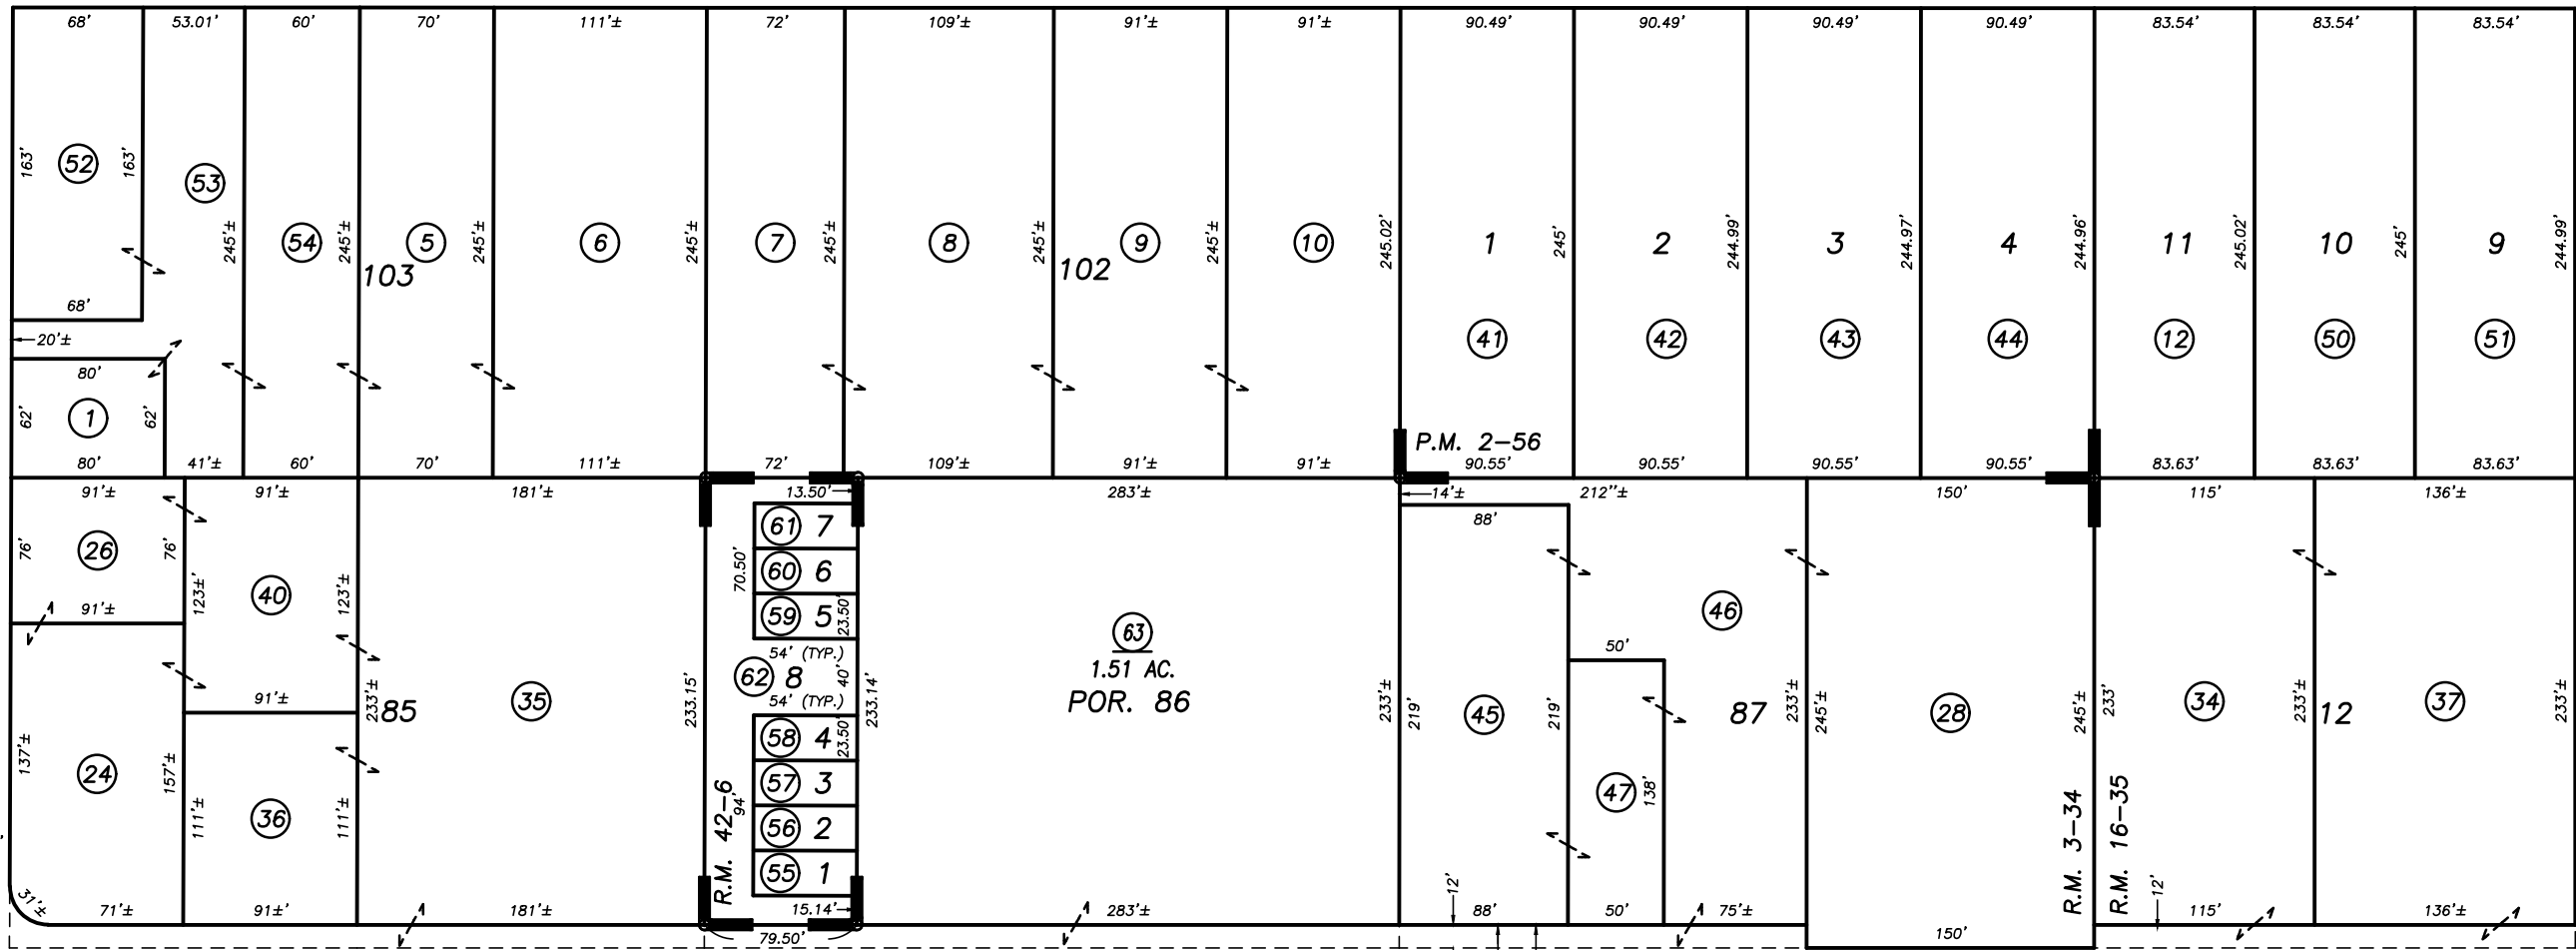 68' 53.01' 60' 70' 111'± 72' 109'± 91'± 91'± 90.49' 90.49' 90.49' 90.49' 83.54' 83.54' 83.54'
163' 52 163' 53
245'± 54 245'± 5 245'± 6 245'± 7 245'± 8 245'± 9 245'± 10 245.02' 1 245' 2 244.99' 3 244.97' 4 244.96' 11 245.02' 10 245' 9 244.99'
103 102
68'
20'± 41 42 43 44 12 50 51
80'
62' 1 62'
P.M. 2-56
80' 41'± 60' 70' 111'± 72' 109'± 91'± 91'± 90.55' 90.55' 90.55' 90.55' 83.63' 83.63' 83.63'
91'± 91'± 181'± 13.50' 283'± 14'± 212"± 150' 115' 136'±
88'
61 7
76' 26 76' 70.50' 60 6
123±' 40 123'± 59 5 23.50' 46
91'± 63
54' (TYP.) 50'
62 8 40' 1.51 AC.
54' (TYP.) POR. 86
91'± 233'± 85 35 233.15' 233.14' 233'± 219' 45 219' 87 233'± 245'± 28 245'± 233' 34 233'± 12 37 233'±
58 4 23.50'
137'± 24 157'± 57 3
94' 47 138'
111'± 36 111'± 56 2
R.M. 42-6 R.M. 3-34 R.M. 16-35
55 1
31'± 12' 12'
71'± 91±' 181'± 15.14' 283'± 88' 50' 75'± 115' 136'±
79.50' 150'